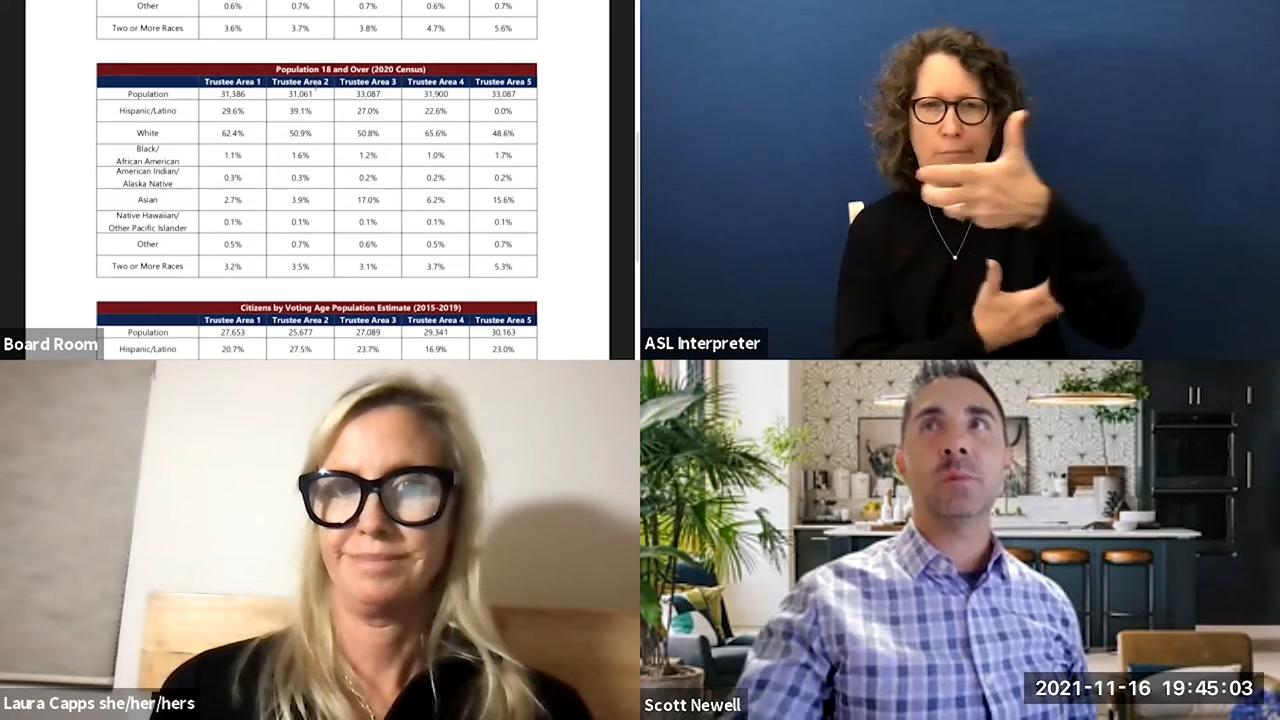 Other 0.6% 0.7% 0.7% 0.6% 0.7%
Two or More Races 3.6% 3.7% 3.8% 4.7% 5.6%
Population 18 and Over (2020 Census)
Trustee Area 1 Trustee Area 2 Trustee Area 3 Trustee Area 4 Trustee Area 5
Population 31,386 31,061 33,087 31,900 33,087
Hispanic/Latino 29.6% 39.1% 27.0% 22.6% 0.0%
White 62.4% 50.9% 50.8% 65.6% 48.6%
Black/
African American 1.1% 1.6% 1.2% 1.0% 1.7%
American Indian/
Alaska Native 0.3% 0.3% 0.2% 0.2% 0.2%
Asian 2.7% 3.9% 17.0% 6.2% 15.6%
Native Hawaiian/
Other Pacific Islander 0.1% 0.1% 0.1% 0.1% 0.1%
Other 0.5% 0.7% 0.6% 0.5% 0.7%
Two or More Races 3.2% 3.5% 3.1% 3.7% 5.3%
Citizens by Voting Age Population Estimate (2015-2019)
Trustee Area 1 Trustee Area 2 Trustee Area 3 Trustee Area 4 Trustee Area 5
Population 27,653 25,677 27,089 29,341 30,163
Hispanic/Latino 20.7% 27.5% 23.7% 16.9% 23.0%
Board Room
ASL Interpreter
Laura Capps she/her/hers
Scott Newell
2021-11-16 19:45:03